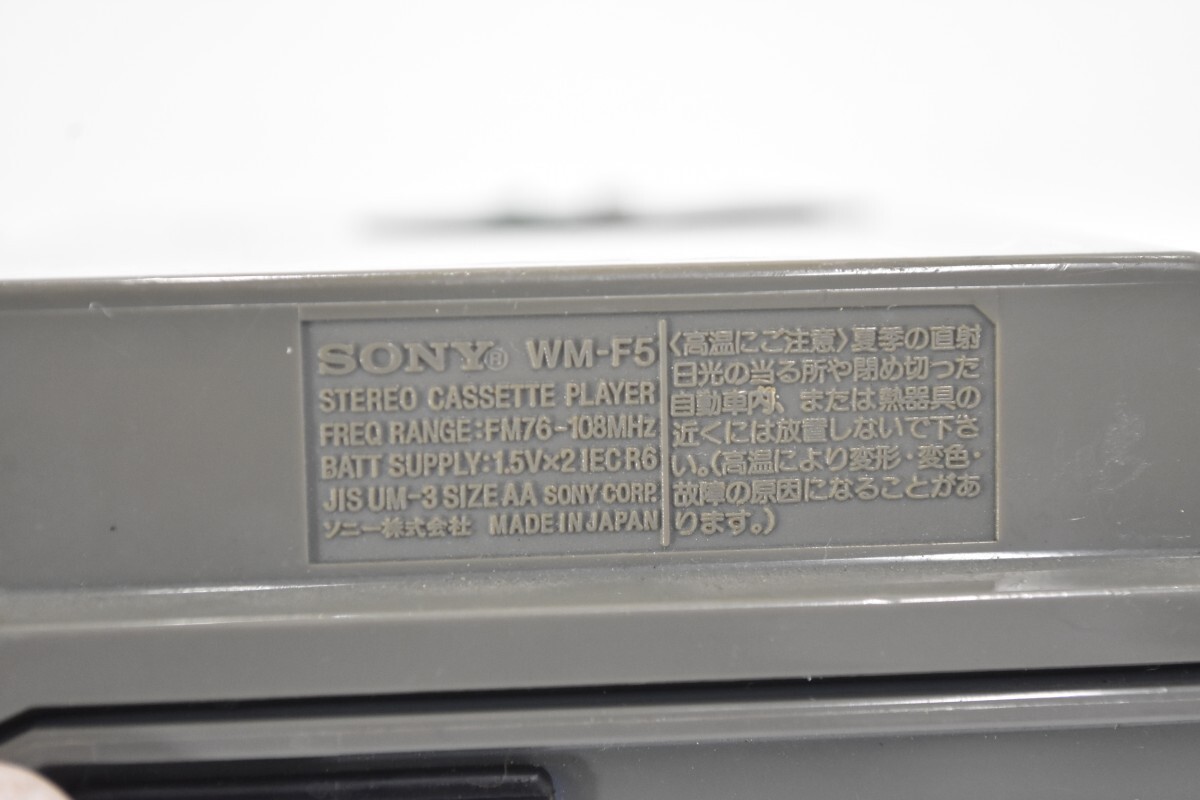 SONY® WM-F5
STEREO CASSETTE PLAYER
FREQ RANGE:FM76-108MHz
BATT SUPPLY:1.5V×2 IEC R6
JIS UM-3 SIZE AA SONY CORP.
ソニー株式会社 MADE IN JAPAN
〈高温にご注意〉夏季の直射
日光の当る所や閉め切った
自動車内、または熱器具の
近くには放置しないで下さ
い。(高温により変形・変色・
故障の原因になることがあ
ります。)